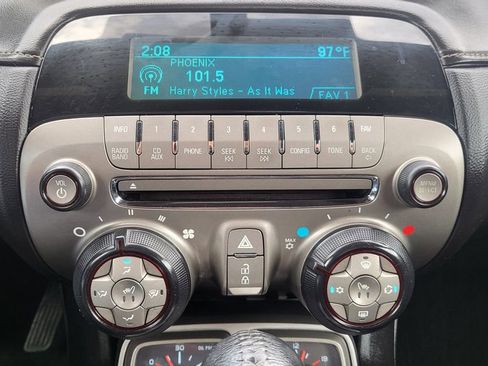 2:08 97°F
PHOENIX
101.5
FM Harry Styles - As It Was FAV 1
INFO 1 2 3 4 5 6 FAV
RADIO BAND CD AUX PHONE SEEK SEEK CONFIG TONE BACK
VOL
MENU SELECT
MAX